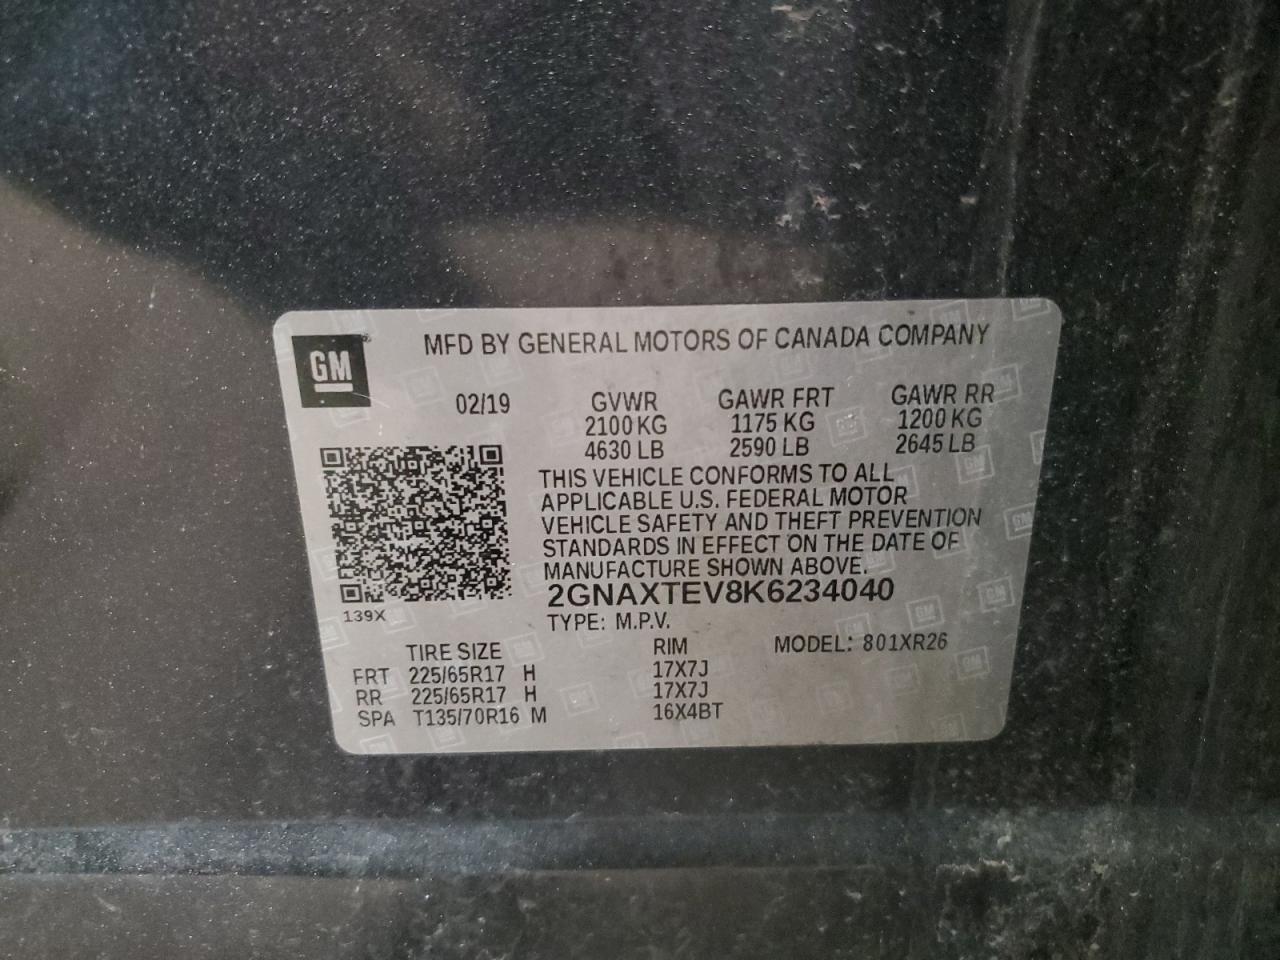 GM
MFD BY GENERAL MOTORS OF CANADA COMPANY
02/19 GVWR GAWR FRT GAWR RR
2100 KG 1175 KG 1200 KG
4630 LB 2590 LB 2645 LB
THIS VEHICLE CONFORMS TO ALL
APPLICABLE U.S. FEDERAL MOTOR
VEHICLE SAFETY AND THEFT PREVENTION
STANDARDS IN EFFECT ON THE DATE OF
MANUFACTURE SHOWN ABOVE.
2GNAXTEV8K6234040
139X
TYPE: M.P.V.
TIRE SIZE RIM MODEL: 801XR26
FRT 225/65R17 H 17X7J
RR 225/65R17 H 17X7J
SPA T135/70R16 M 16X4BT